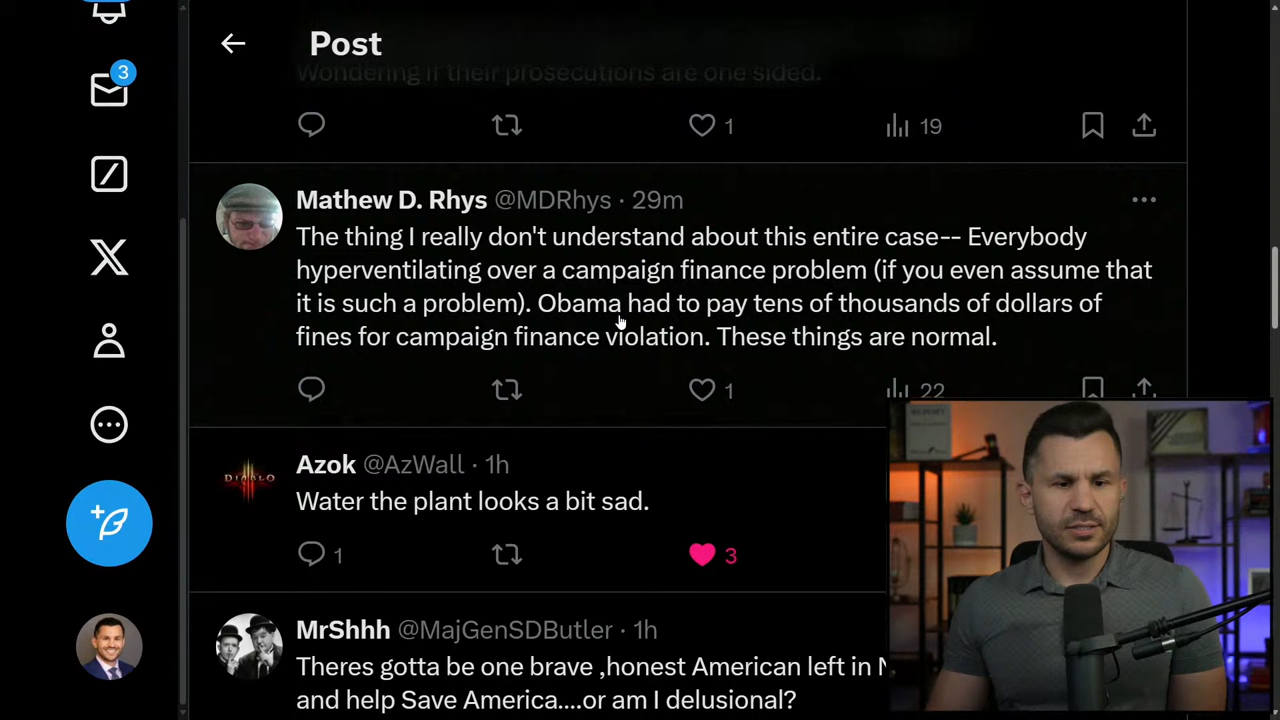 3
Post
Wondering if their prosecutions are one sided.
1
19
Mathew D. Rhys @MDRhys · 29m
The thing I really don't understand about this entire case-- Everybody
hyperventilating over a campaign finance problem (if you even assume that
it is such a problem). Obama had to pay tens of thousands of dollars of
fines for campaign finance violation. These things are normal.
1
22
DIABLO
Azok @AzWall · 1h
Water the plant looks a bit sad.
1
3
MrShhh @MajGenSDButler · 1h
Theres gotta be one brave ,honest American left in N
and help Save America....or am I delusional?